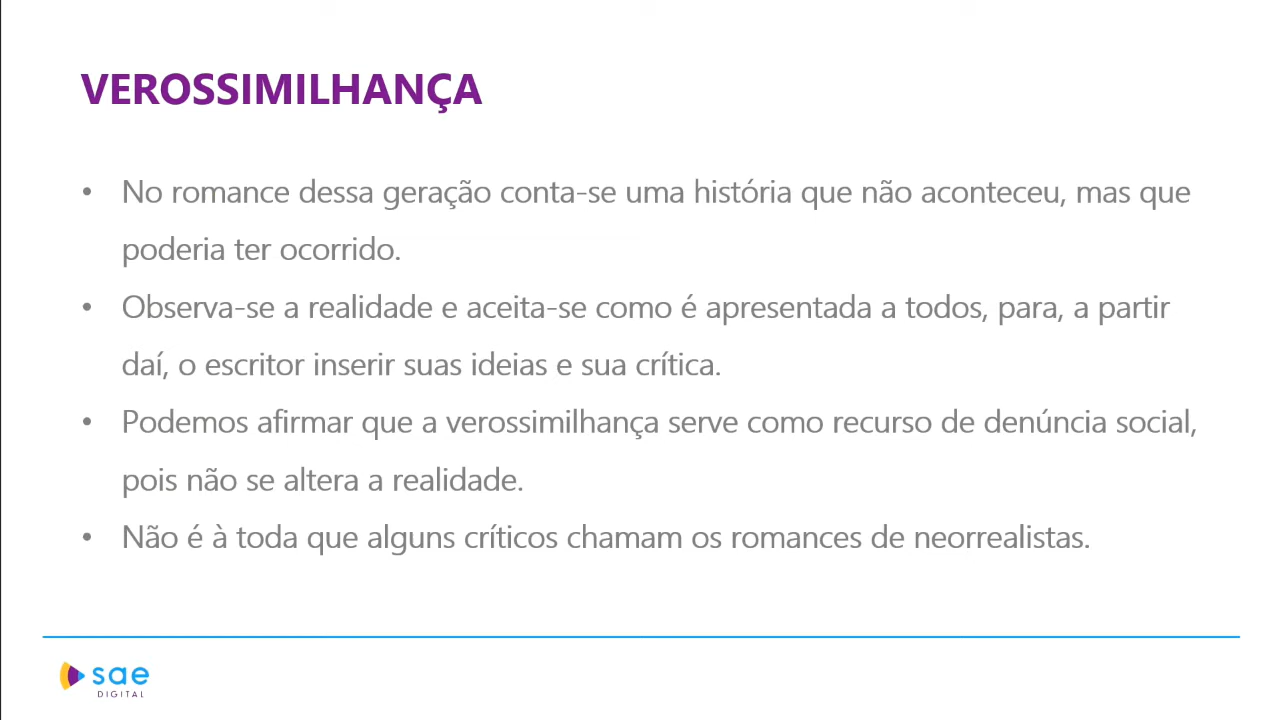 VEROSSIMILHANÇA
• No romance dessa geração conta-se uma história que não aconteceu, mas que
poderia ter ocorrido.
• Observa-se a realidade e aceita-se como é apresentada a todos, para, a partir
daí, o escritor inserir suas ideias e sua crítica.
• Podemos afirmar que a verossimilhança serve como recurso de denúncia social,
pois não se altera a realidade.
• Não é à toda que alguns críticos chamam os romances de neorrealistas.
sae
DIGITAL